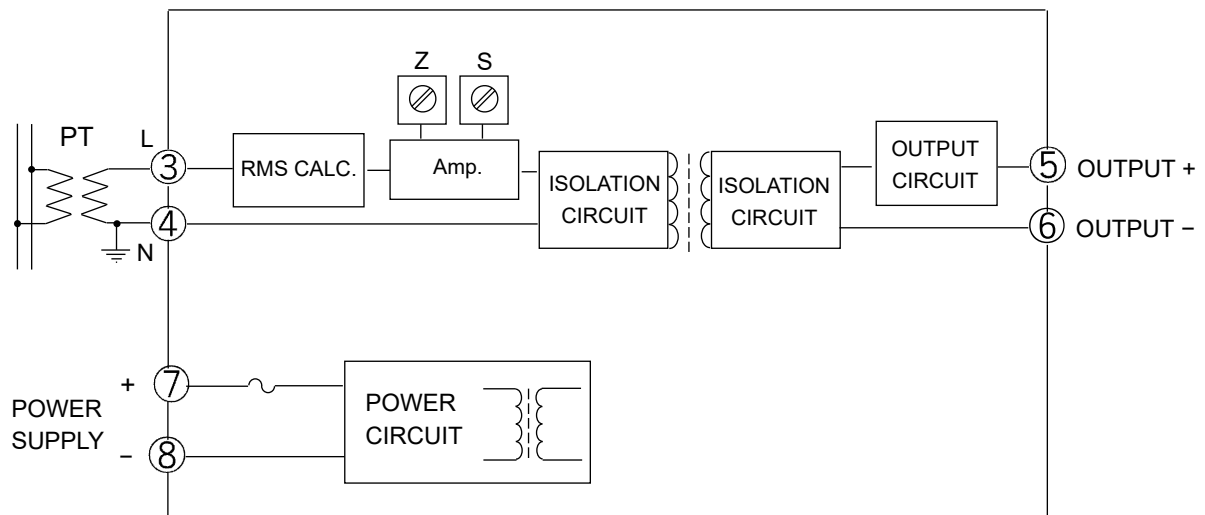 Z
S
PT
L
3
RMS CALC.
Amp.
ISOLATION
CIRCUIT
ISOLATION
CIRCUIT
OUTPUT
CIRCUIT
5
OUTPUT +
4
N
6
OUTPUT −
+
7
POWER
SUPPLY
−
8
POWER
CIRCUIT